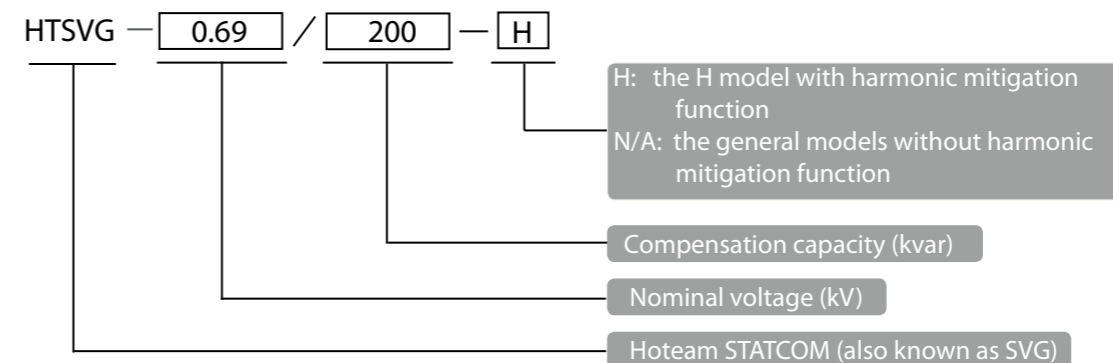 HTSVG — 0.69 / 200 — H
H: the H model with harmonic mitigation
function
N/A: the general models without harmonic
mitigation function
Compensation capacity (kvar)
Nominal voltage (kV)
Hoteam STATCOM (also known as SVG)